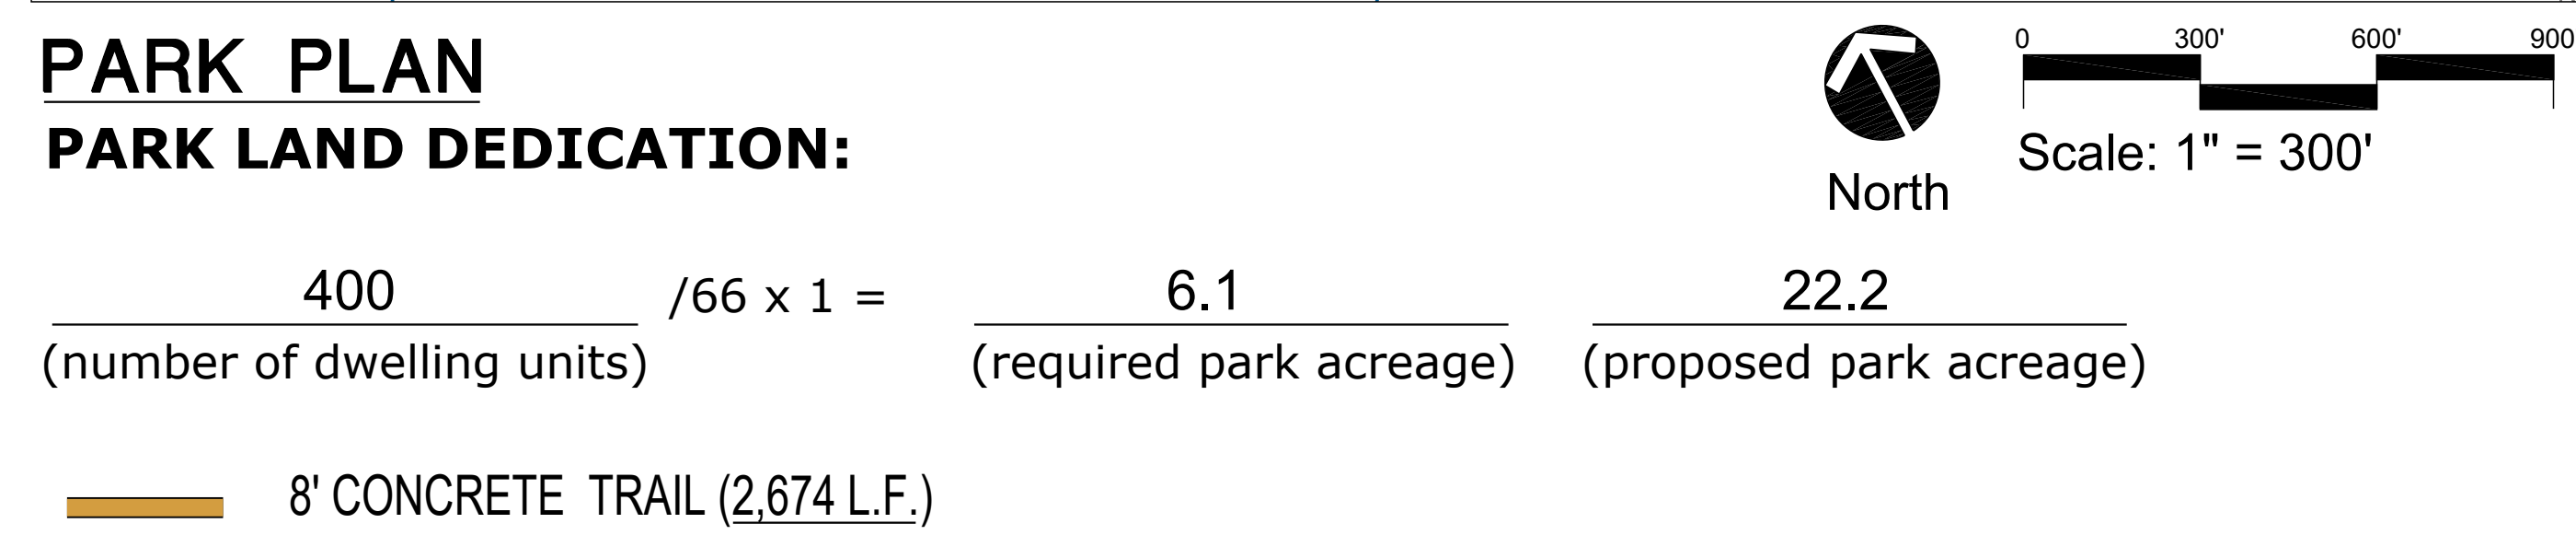 PARK PLAN
PARK LAND DEDICATION:
North
0 300' 600' 900
Scale: 1" = 300'
400 /66 x 1 = 6.1 22.2
(number of dwelling units) (required park acreage) (proposed park acreage)
8' CONCRETE TRAIL (2,674 L.F.)